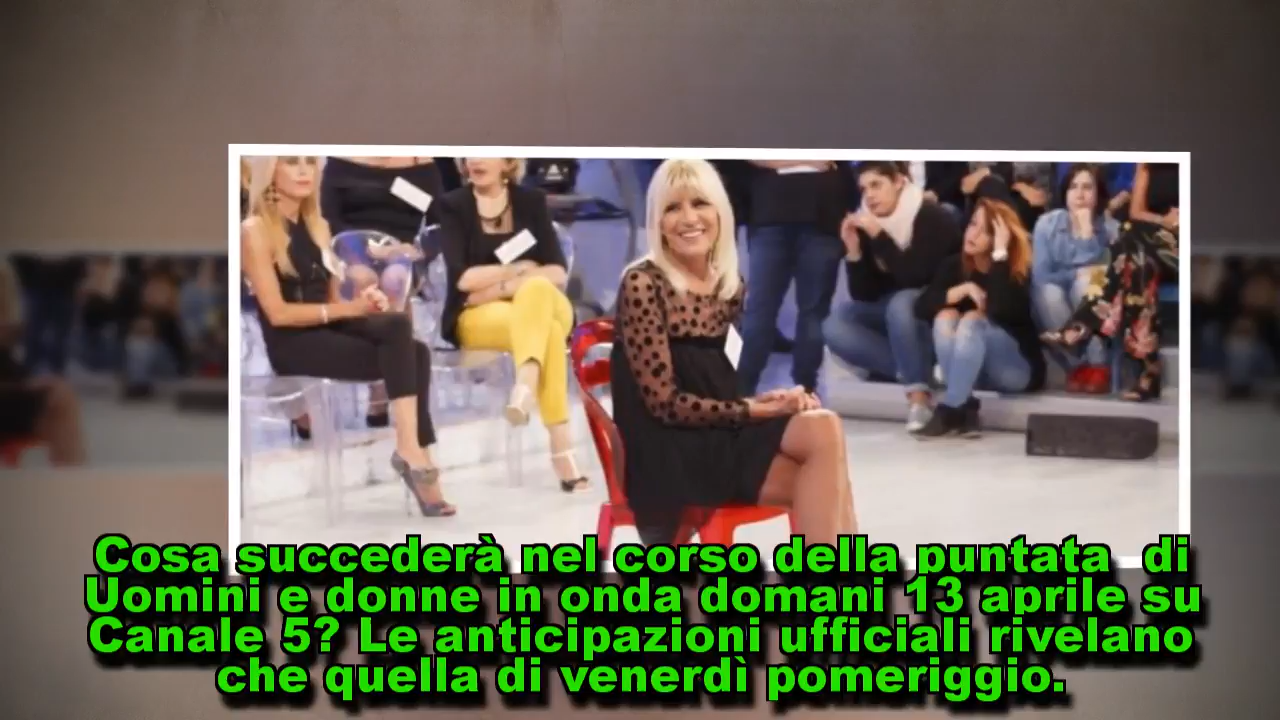 Cosa succederà nel corso della puntata  di
Uomini e donne in onda domani 13 aprile su
Canale 5? Le anticipazioni ufficiali rivelano
che quella di venerdì pomeriggio.